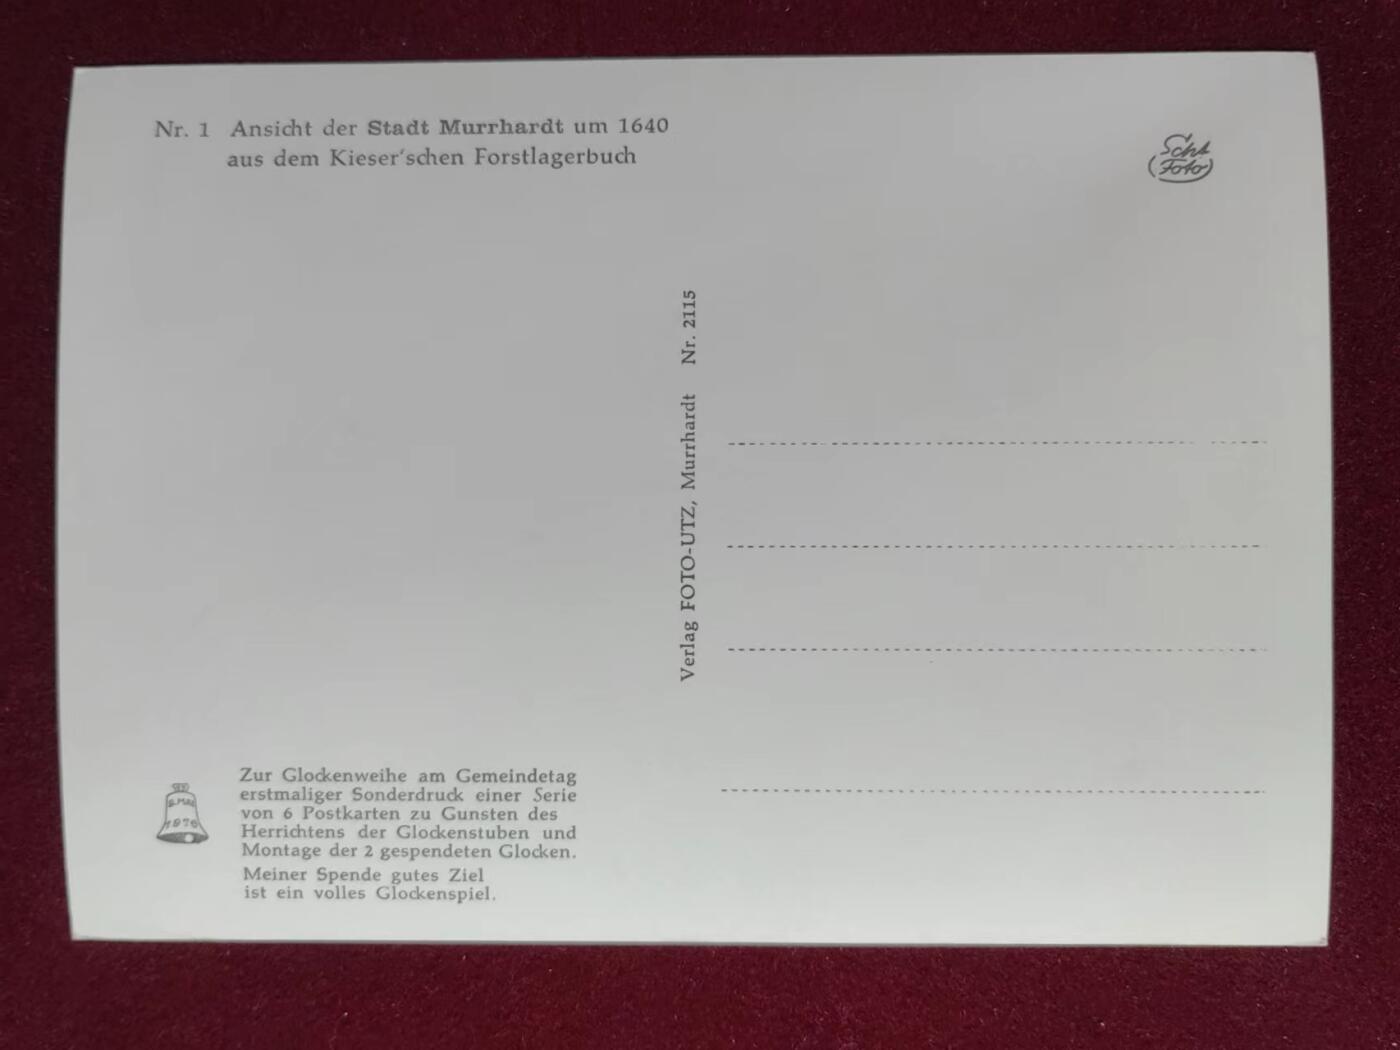 Nr. 1 Ansicht der Stadt Murrhardt um 1640
aus dem Kieser'schen Forstlagerbuch
Foto
Verlag FOTO-UTZ, Murrhardt Nr. 2115
Zur Glockenweihe am Gemeindetag
erstmaliger Sonderdruck einer Serie
von 6 Postkarten zu Gunsten des
Herrichtens der Glockenstuben und
Montage der 2 gespendeten Glocken.
Meiner Spende gutes Ziel
ist ein volles Glockenspiel.
1970